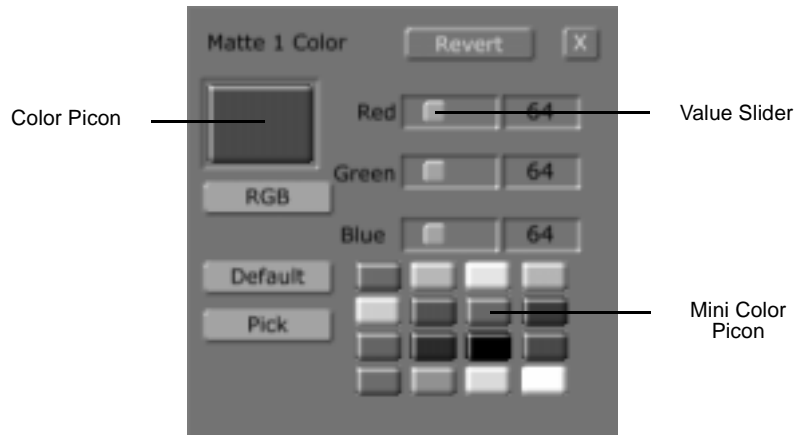 Matte 1 Color Revert X
Color Picon
Red 64
Value Slider
Green 64
RGB
Blue 64
Default
Mini Color
Picon
Pick